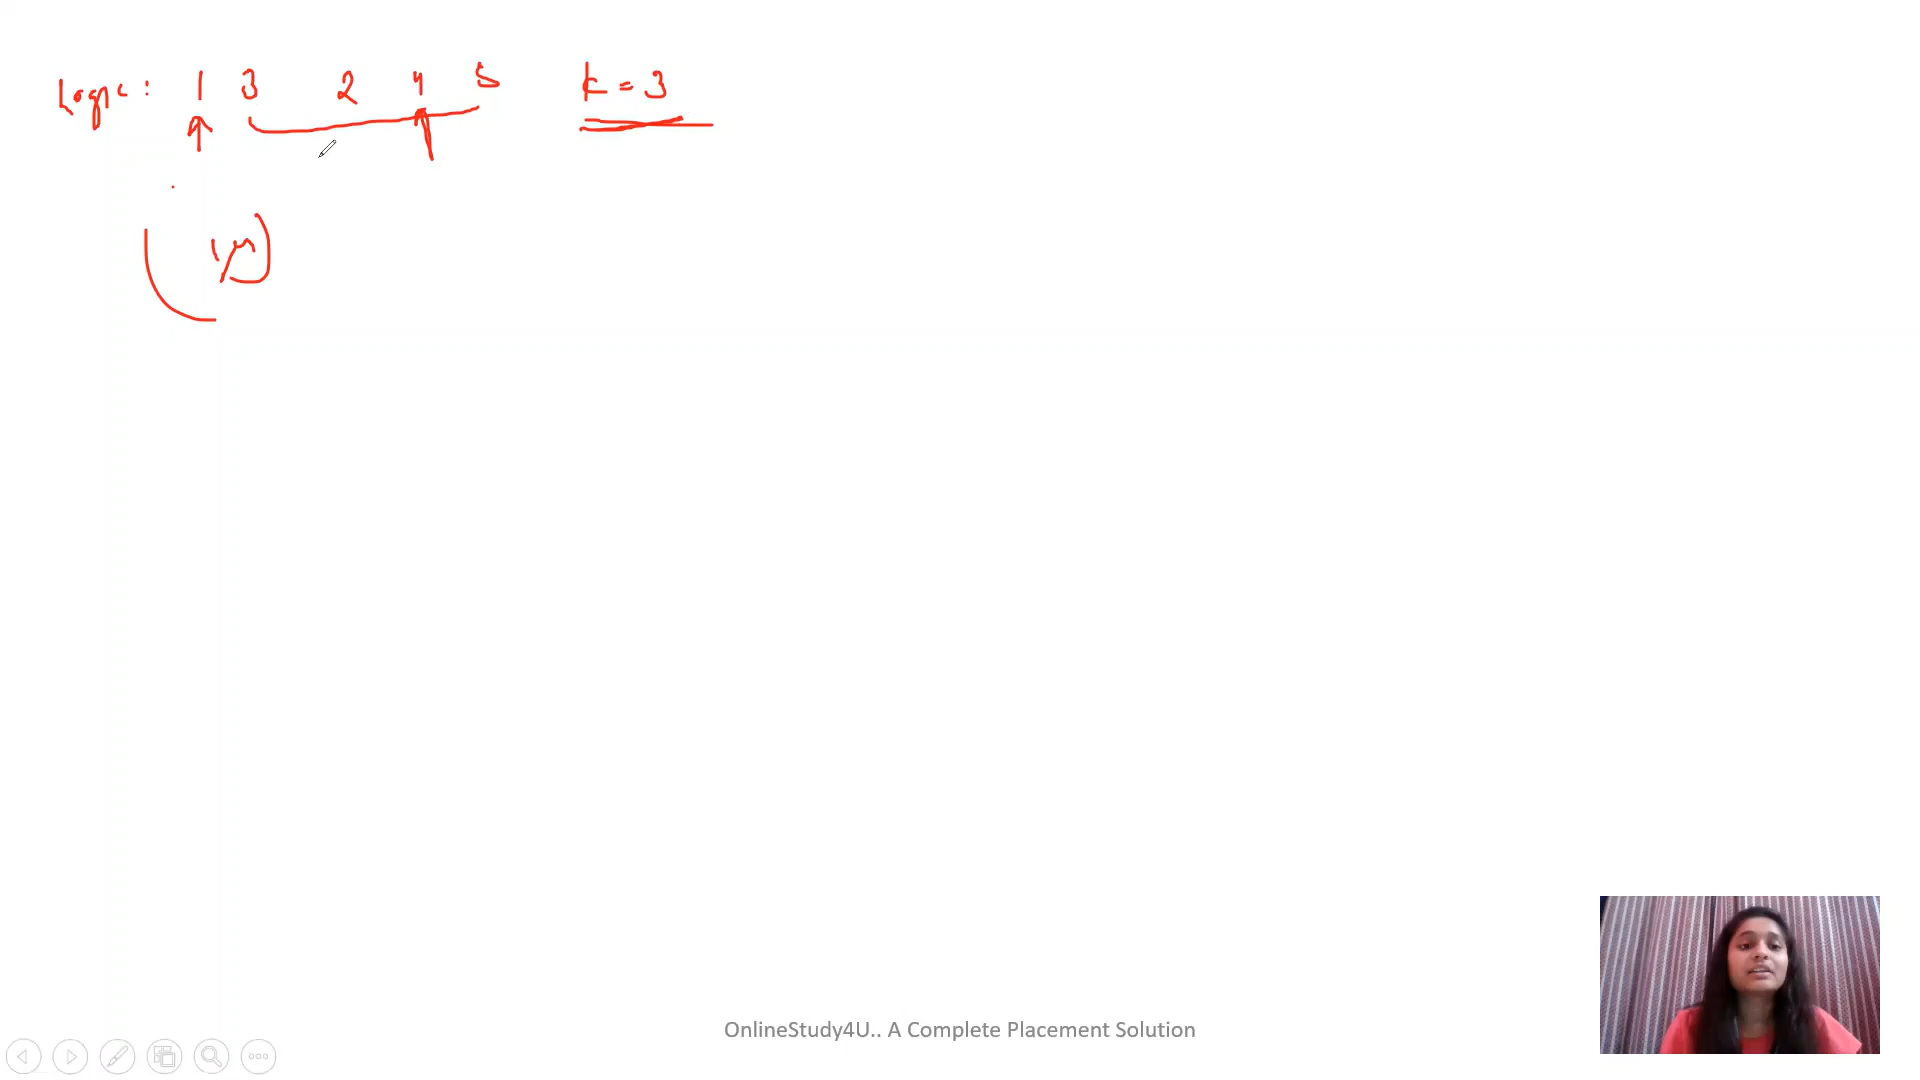 Logic: 1 3 2 4 5 k = 3
OnlineStudy4U.. A Complete Placement Solution